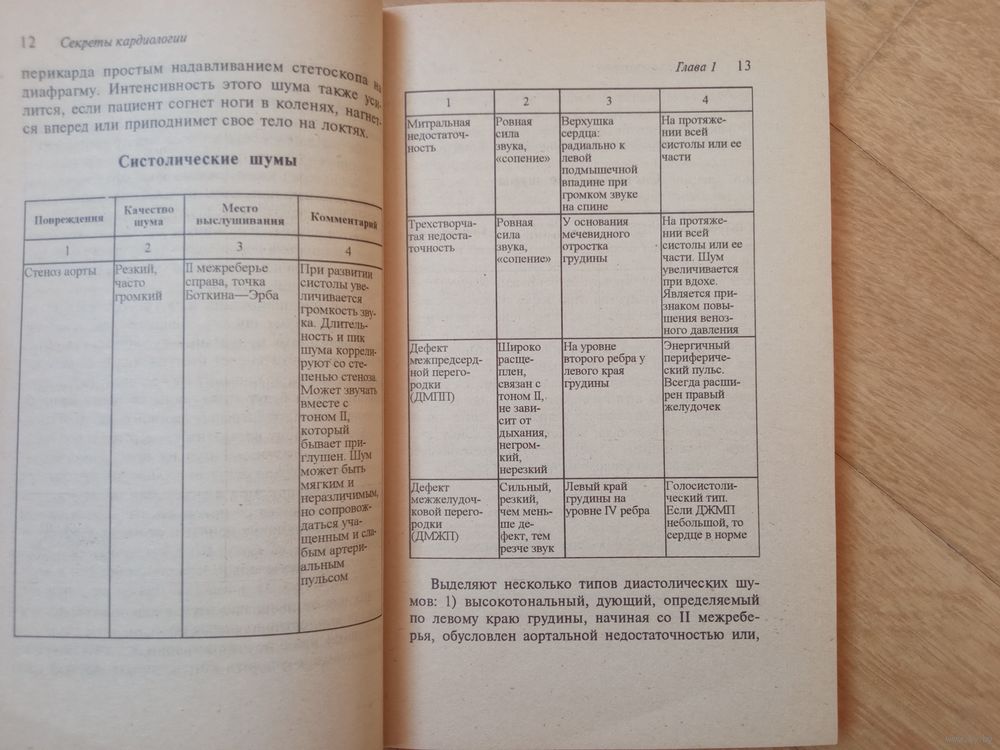 12 Секреты кардиологии
перикарда простым надавливанием стетоскопа на
диафрагму. Интенсивность этого шума также уси-
лится, если пациент согнет ноги в коленях, нагнет-
ся вперед или приподнимет свое тело на локтях.
Систолические шумы
Повреждения
Качество
шума
Место
выслушивания
Комментарий
1
2
3
4
Стеноз аорты
Резкий,
часто
громкий
II межреберье
справа, точка
Боткина—Эрба
При развитии
систолы уве-
личивается
громкость зву-
ка. Длитель-
ность и пик
шума коррели-
руют со сте-
пенью стеноза.
Может звучать
вместе с
тоном II,
который
бывает при-
глушен. Шум
может быть
мягким и
неразличимым,
но сопровож-
даться уча-
щенным и сла-
бым артери-
альным
пульсом
Глава 1 13
1
2
3
4
Митральная
недостаточ-
ность
Ровная
сила
звука,
«сопение»
Верхушка
сердца:
радиально к
левой
подмышечной
впадине при
громком звуке
на спине
На протяже-
нии всей
систолы или ее
части
Трехстворча-
тая недоста-
точность
Ровная
сила
звука,
«сопение»
У основания
мечевидного
отростка
грудины
На протяже-
нии всей
систолы или ее
части. Шум
увеличивается
при вдохе.
Является при-
знаком повы-
шения веноз-
ного давления
Дефект
межпредсерд-
ной перего-
родки
(ДМПП)
Широко
расще-
плен,
связан с
тоном II,
не зави-
сит от
дыхания,
негром-
кий,
нерезкий
На уровне
второго ребра у
левого края
грудины
Энергичный
перифериче-
ский пульс.
Всегда расши-
рен правый
желудочек
Дефект
межжелудоч-
ковой перего-
родки
(ДМЖП)
Сильный,
резкий,
чем мень-
ше де-
фект, тем
резче звук
Левый край
грудины на
уровне IV ребра
Голосистоли-
ческий тип.
Если ДЖМП
небольшой, то
сердце в норме
Выделяют несколько типов диастолических шу-
мов: 1) высокотональный, дующий, определяемый
по левому краю грудины, начиная со II межребе-
рья, обусловлен аортальной недостаточностью или,